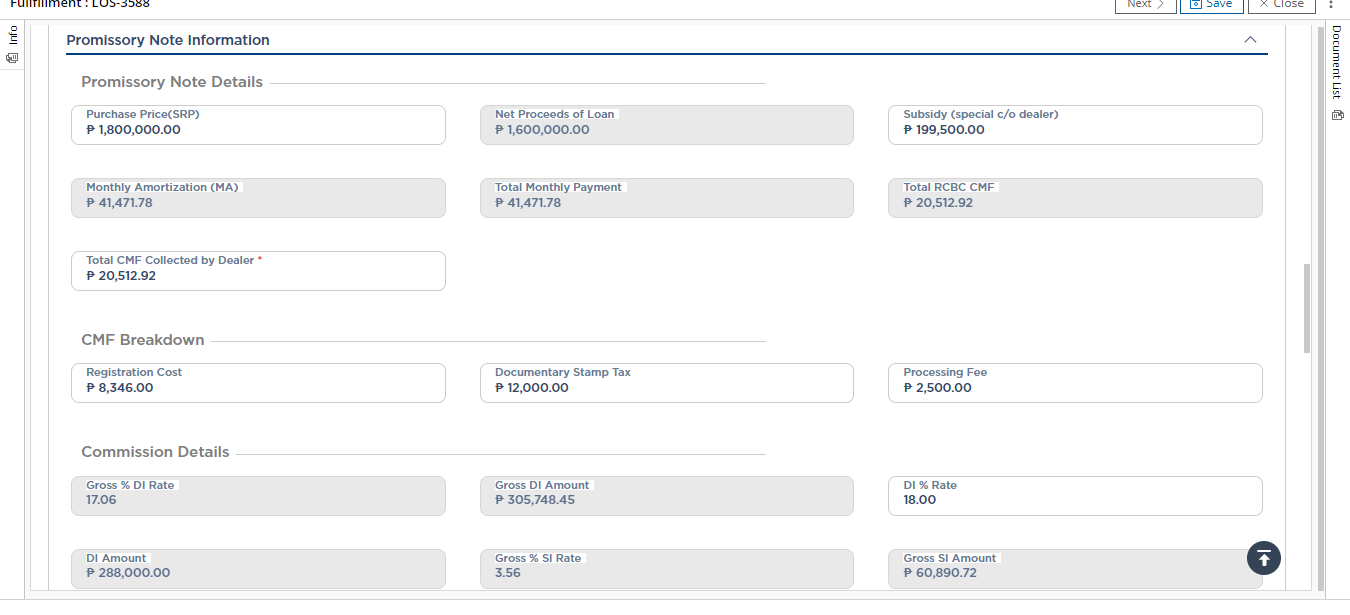 Fulfillment : LOS-3588
Next
Save
Close
Info
Document List
Promissory Note Information
Promissory Note Details
Purchase Price(SRP)
₱ 1,800,000.00
Net Proceeds of Loan
₱ 1,600,000.00
Subsidy (special c/o dealer)
₱ 199,500.00
Monthly Amortization (MA)
₱ 41,471.78
Total Monthly Payment
₱ 41,471.78
Total RCBC CMF
₱ 20,512.92
Total CMF Collected by Dealer *
₱ 20,512.92
CMF Breakdown
Registration Cost
₱ 8,346.00
Documentary Stamp Tax
₱ 12,000.00
Processing Fee
₱ 2,500.00
Commission Details
Gross % DI Rate
17.06
Gross DI Amount
₱ 305,748.45
DI % Rate
18.00
DI Amount
₱ 288,000.00
Gross % SI Rate
3.56
Gross SI Amount
₱ 60,890.72